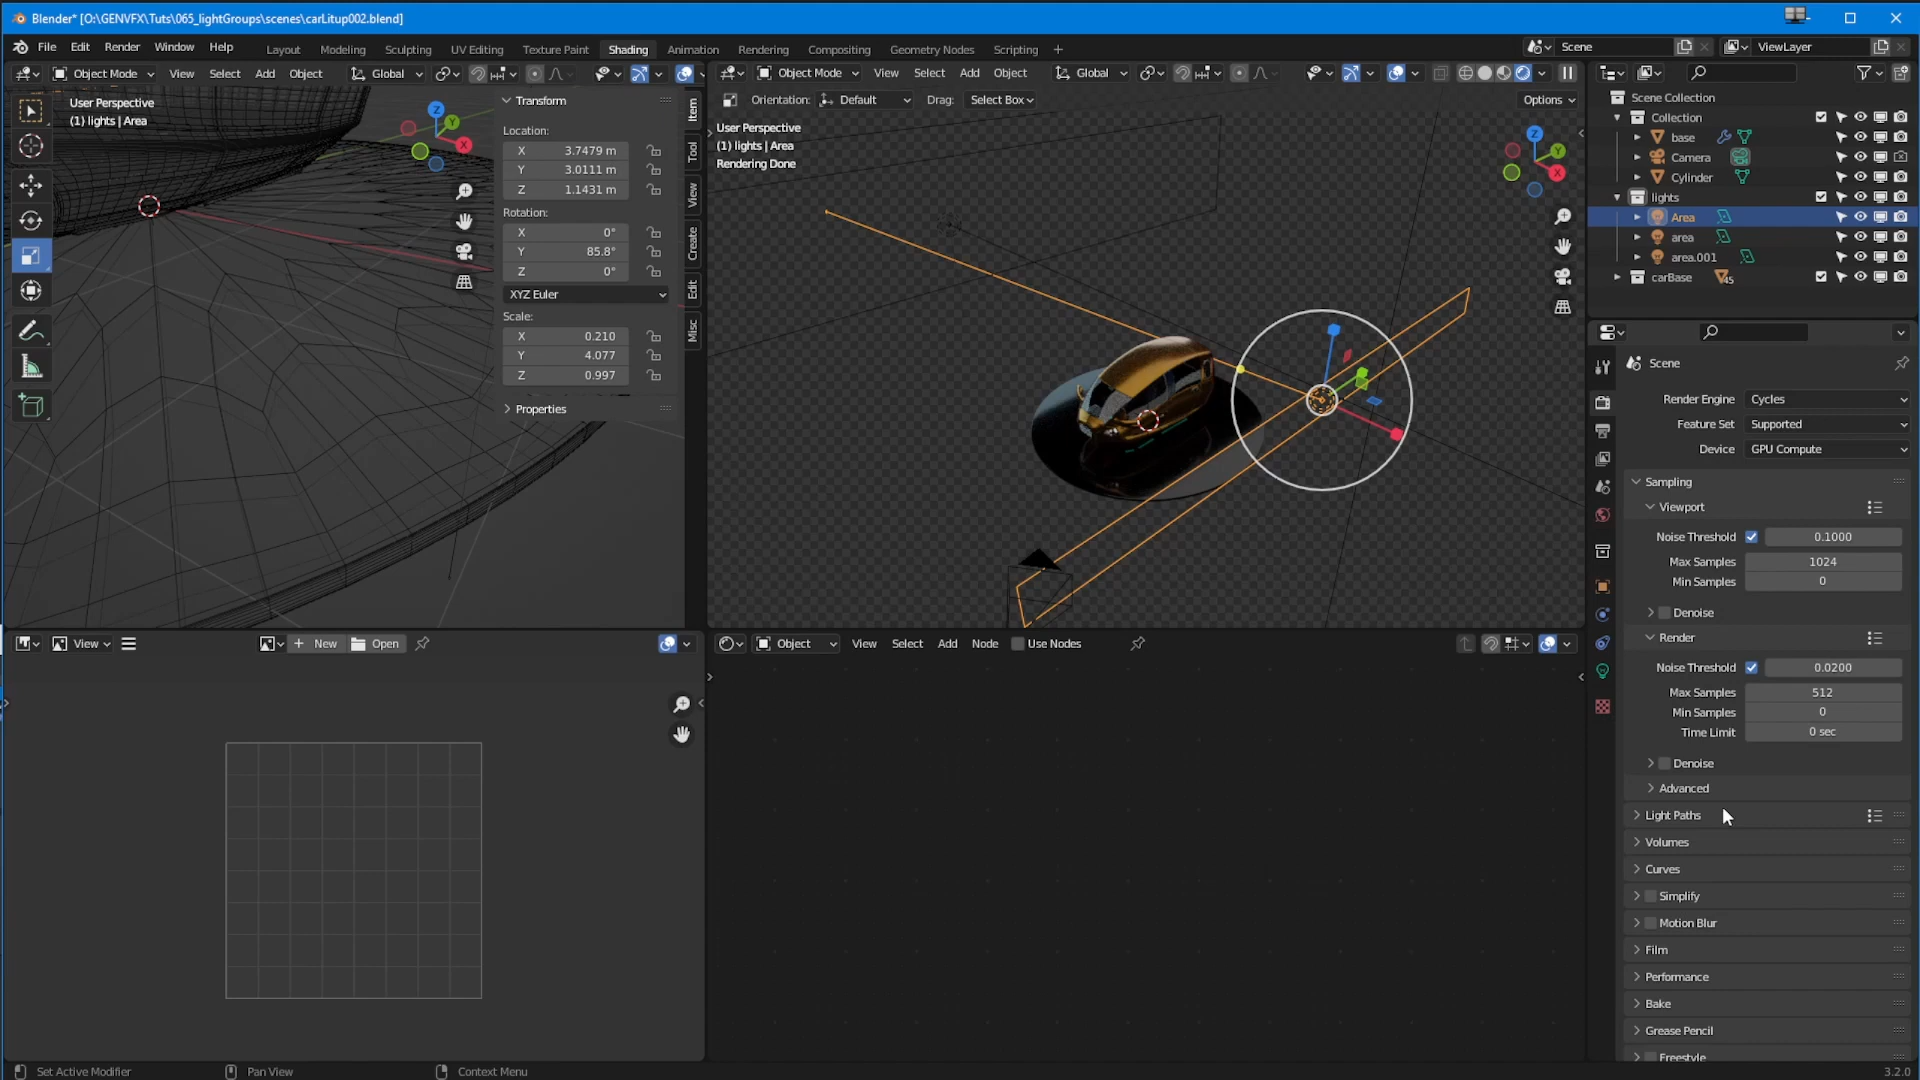 Blender* [O:\GENVFX\Tuts\065_lightGroups\scenes\carLitup002.blend]
File Edit Render Window Help Layout Modeling Sculpting UV Editing Texture Paint Shading Animation Rendering Compositing Geometry Nodes Scripting + Scene ViewLayer
Object Mode View Select Add Object Global
Object Mode View Select Add Object Global
Orientation: Default Drag: Select Box Options
User Perspective
(1) lights | Area
User Perspective
(1) lights | Area
Rendering Done
Z
Y
X
Z
Y
X
Transform
Location:
X 3.7479 m
Y 3.0111 m
Z 1.1431 m
Rotation:
X 0°
Y 85.8°
Z 0°
XYZ Euler
Scale:
X 0.210
Y 4.077
Z 0.997
Properties
Item
Tool
View
Create
Edit
Misc
Scene Collection
Collection
base
Camera
Cylinder
lights
Area
area
area.001
carBase 45
Scene
Render Engine Cycles
Feature Set Supported
Device GPU Compute
Sampling
Viewport
Noise Threshold 0.1000
Max Samples 1024
Min Samples 0
Denoise
Render
Noise Threshold 0.0200
Max Samples 512
Min Samples 0
Time Limit 0 sec
Denoise
Advanced
Light Paths
Volumes
Curves
Simplify
Motion Blur
Film
Performance
Bake
Grease Pencil
Freestyle
View New Open
Object View Select Add Node Use Nodes
Set Active Modifier Pan View Context Menu 3.2.0